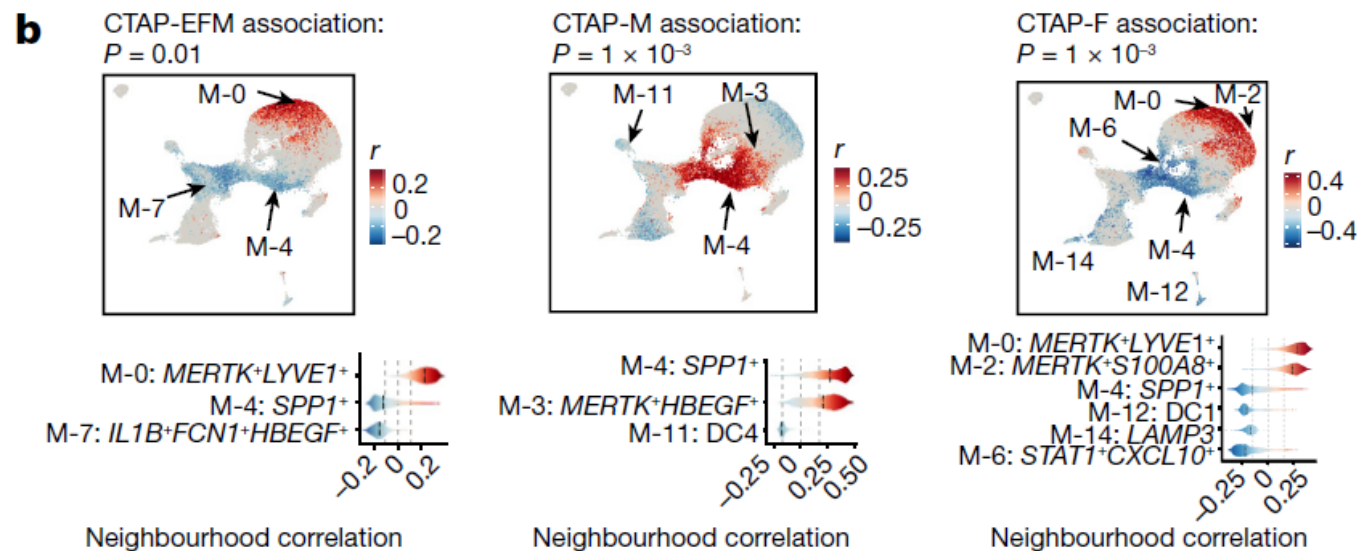 b
CTAP-EFM association:
P = 0.01
M-0
M-7
M-4
r
0.2
0
–0.2
M-0: MERTK⁺LYVE1⁺
M-4: SPP1⁺
M-7: IL1B⁺FCN1⁺HBEGF⁺
–0.2
0
0.2
Neighbourhood correlation
CTAP-M association:
P = 1 × 10⁻³
M-11
M-3
M-4
r
0.25
0
–0.25
M-4: SPP1⁺
M-3: MERTK⁺HBEGF⁺
M-11: DC4
–0.25
0
0.25
0.50
Neighbourhood correlation
CTAP-F association:
P = 1 × 10⁻³
M-0
M-2
M-6
M-4
M-14
M-12
r
0.4
0
–0.4
M-0: MERTK⁺LYVE1⁺
M-2: MERTK⁺S100A8⁺
M-4: SPP1⁺
M-12: DC1
M-14: LAMP3
M-6: STAT1⁺CXCL10⁺
–0.25
0
0.25
Neighbourhood correlation